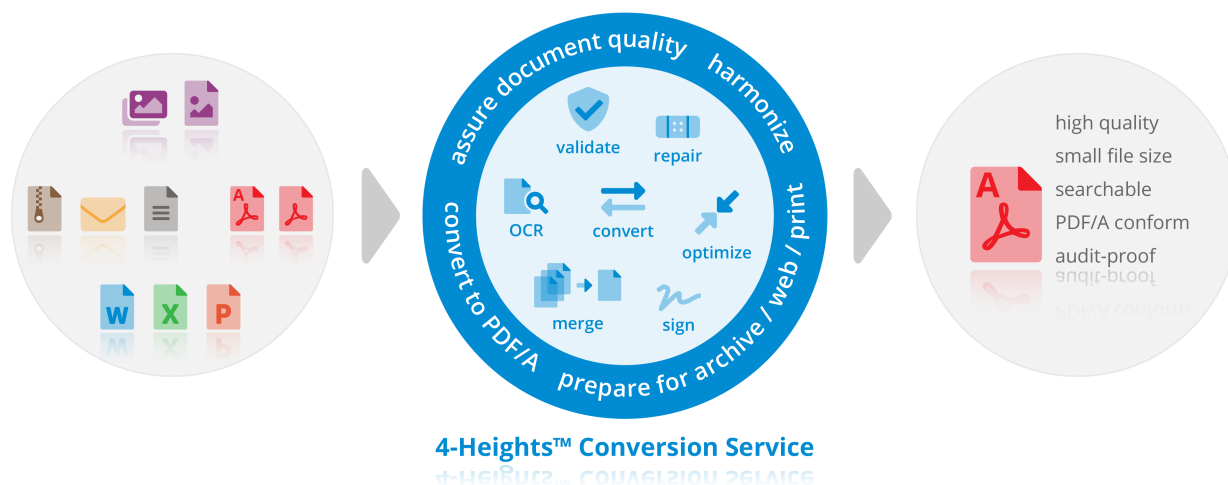 A
W
X
P
assure document quality
harmonize
validate
repair
OCR
convert
optimize
merge
sign
convert to PDF/A
prepare for archive / web / print
4-Heights™ Conversion Service
A
high quality
small file size
searchable
PDF/A conform
audit-proof